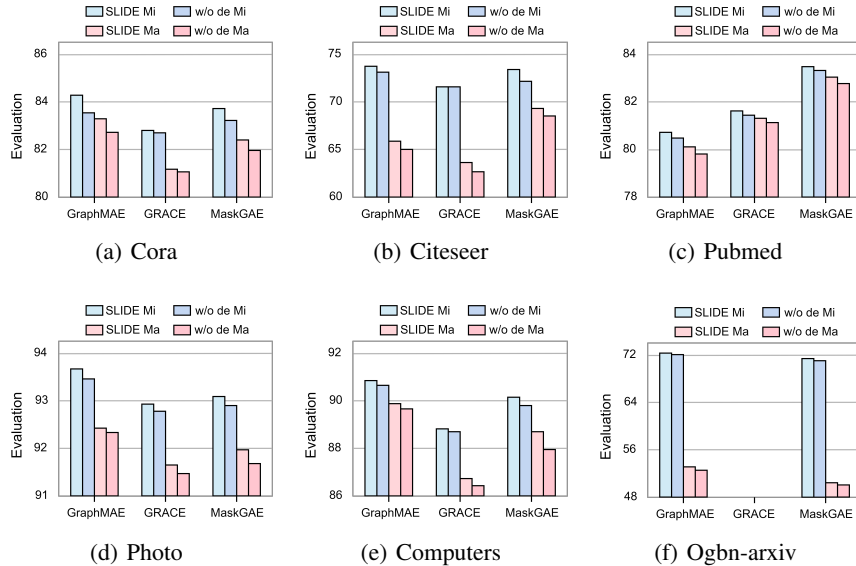 SLIDE Mi w/o de Mi
SLIDE Ma w/o de Ma
Evaluation
86
84
82
80
GraphMAE GRACE MaskGAE
(a) Cora
SLIDE Mi w/o de Mi
SLIDE Ma w/o de Ma
Evaluation
75
70
65
60
GraphMAE GRACE MaskGAE
(b) Citeseer
SLIDE Mi w/o de Mi
SLIDE Ma w/o de Ma
Evaluation
84
82
80
78
GraphMAE GRACE MaskGAE
(c) Pubmed
SLIDE Mi w/o de Mi
SLIDE Ma w/o de Ma
Evaluation
94
93
92
91
GraphMAE GRACE MaskGAE
(d) Photo
SLIDE Mi w/o de Mi
SLIDE Ma w/o de Ma
Evaluation
92
90
88
86
GraphMAE GRACE MaskGAE
(e) Computers
SLIDE Mi w/o de Mi
SLIDE Ma w/o de Ma
Evaluation
72
64
56
48
GraphMAE GRACE MaskGAE
(f) Ogbn-arxiv